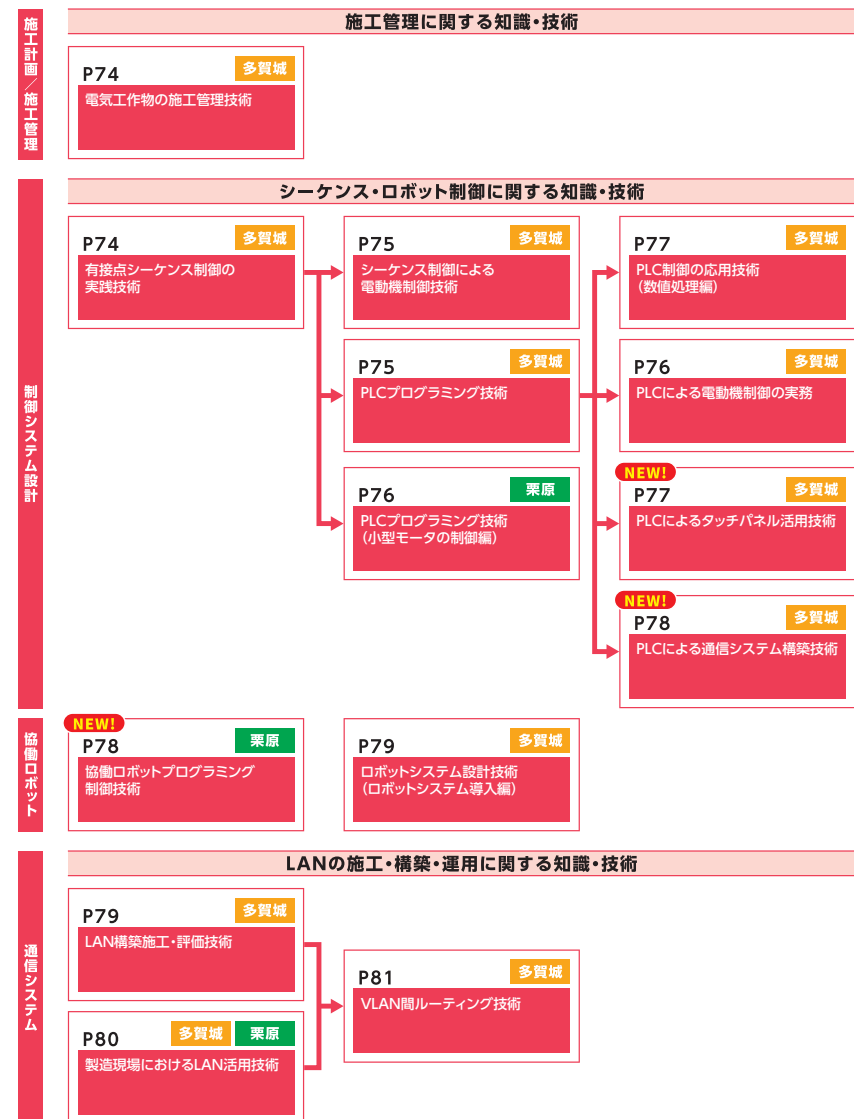 施工計画／施工管理
施工管理に関する知識・技術
P74
多賀城
電気工作物の施工管理技術
制御システム設計
シーケンス・ロボット制御に関する知識・技術
P74
多賀城
有接点シーケンス制御の
実践技術
P75
多賀城
シーケンス制御による
電動機制御技術
P77
多賀城
PLC制御の応用技術
（数値処理編）
P75
多賀城
PLCプログラミング技術
P76
多賀城
PLCによる電動機制御の実務
P76
栗原
PLCプログラミング技術
（小型モータの制御編）
NEW!
P77
多賀城
PLCによるタッチパネル活用技術
NEW!
P78
多賀城
PLCによる通信システム構築技術
協働ロボット
NEW!
P78
栗原
協働ロボットプログラミング
制御技術
P79
多賀城
ロボットシステム設計技術
（ロボットシステム導入編）
通信システム
LANの施工・構築・運用に関する知識・技術
P79
多賀城
LAN構築施工・評価技術
P81
多賀城
VLAN間ルーティング技術
P80
多賀城
栗原
製造現場におけるLAN活用技術